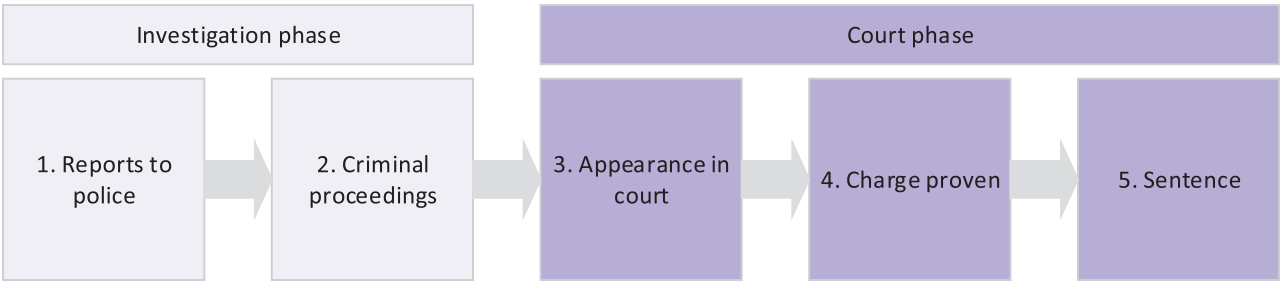 Investigation phase
Court phase
1. Reports to
police
2. Criminal
proceedings
3. Appearance in
court
4. Charge proven
5. Sentence